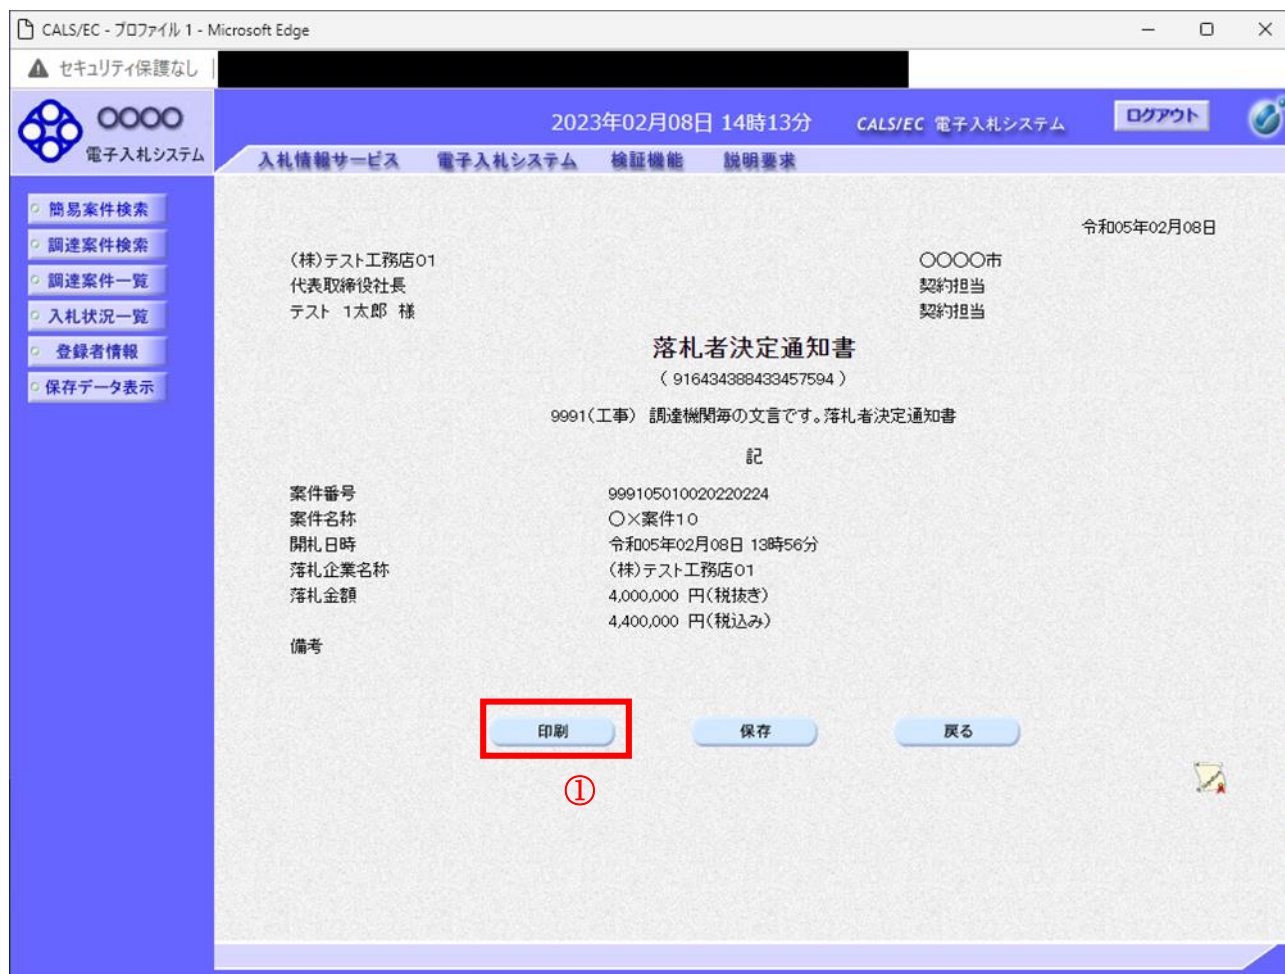 CALS/EC - プロファイル 1 - Microsoft Edge
セキュリティ保護なし
〇〇〇〇
電子入札システム
2023年02月08日 14時13分
CALS/EC 電子入札システム
ログアウト
入札情報サービス 電子入札システム 検証機能 説明要求
簡易案件検索
調達案件検索
調達案件一覧
入札状況一覧
登録者情報
保存データ表示
令和05年02月08日
(株)テスト工務店01
代表取締役社長
テスト 1太郎 様
〇〇〇〇市
契約担当
契約担当
落札者決定通知書
( 916434388433457594 )
9991(工事) 調達機関毎の文言です。落札者決定通知書
記
案件番号 999105010020220224
案件名称 〇×案件10
開札日時 令和05年02月08日 13時56分
落札企業名称 (株)テスト工務店01
落札金額 4,000,000 円(税抜き)
4,400,000 円(税込み)
備考
印刷 保存 戻る
①